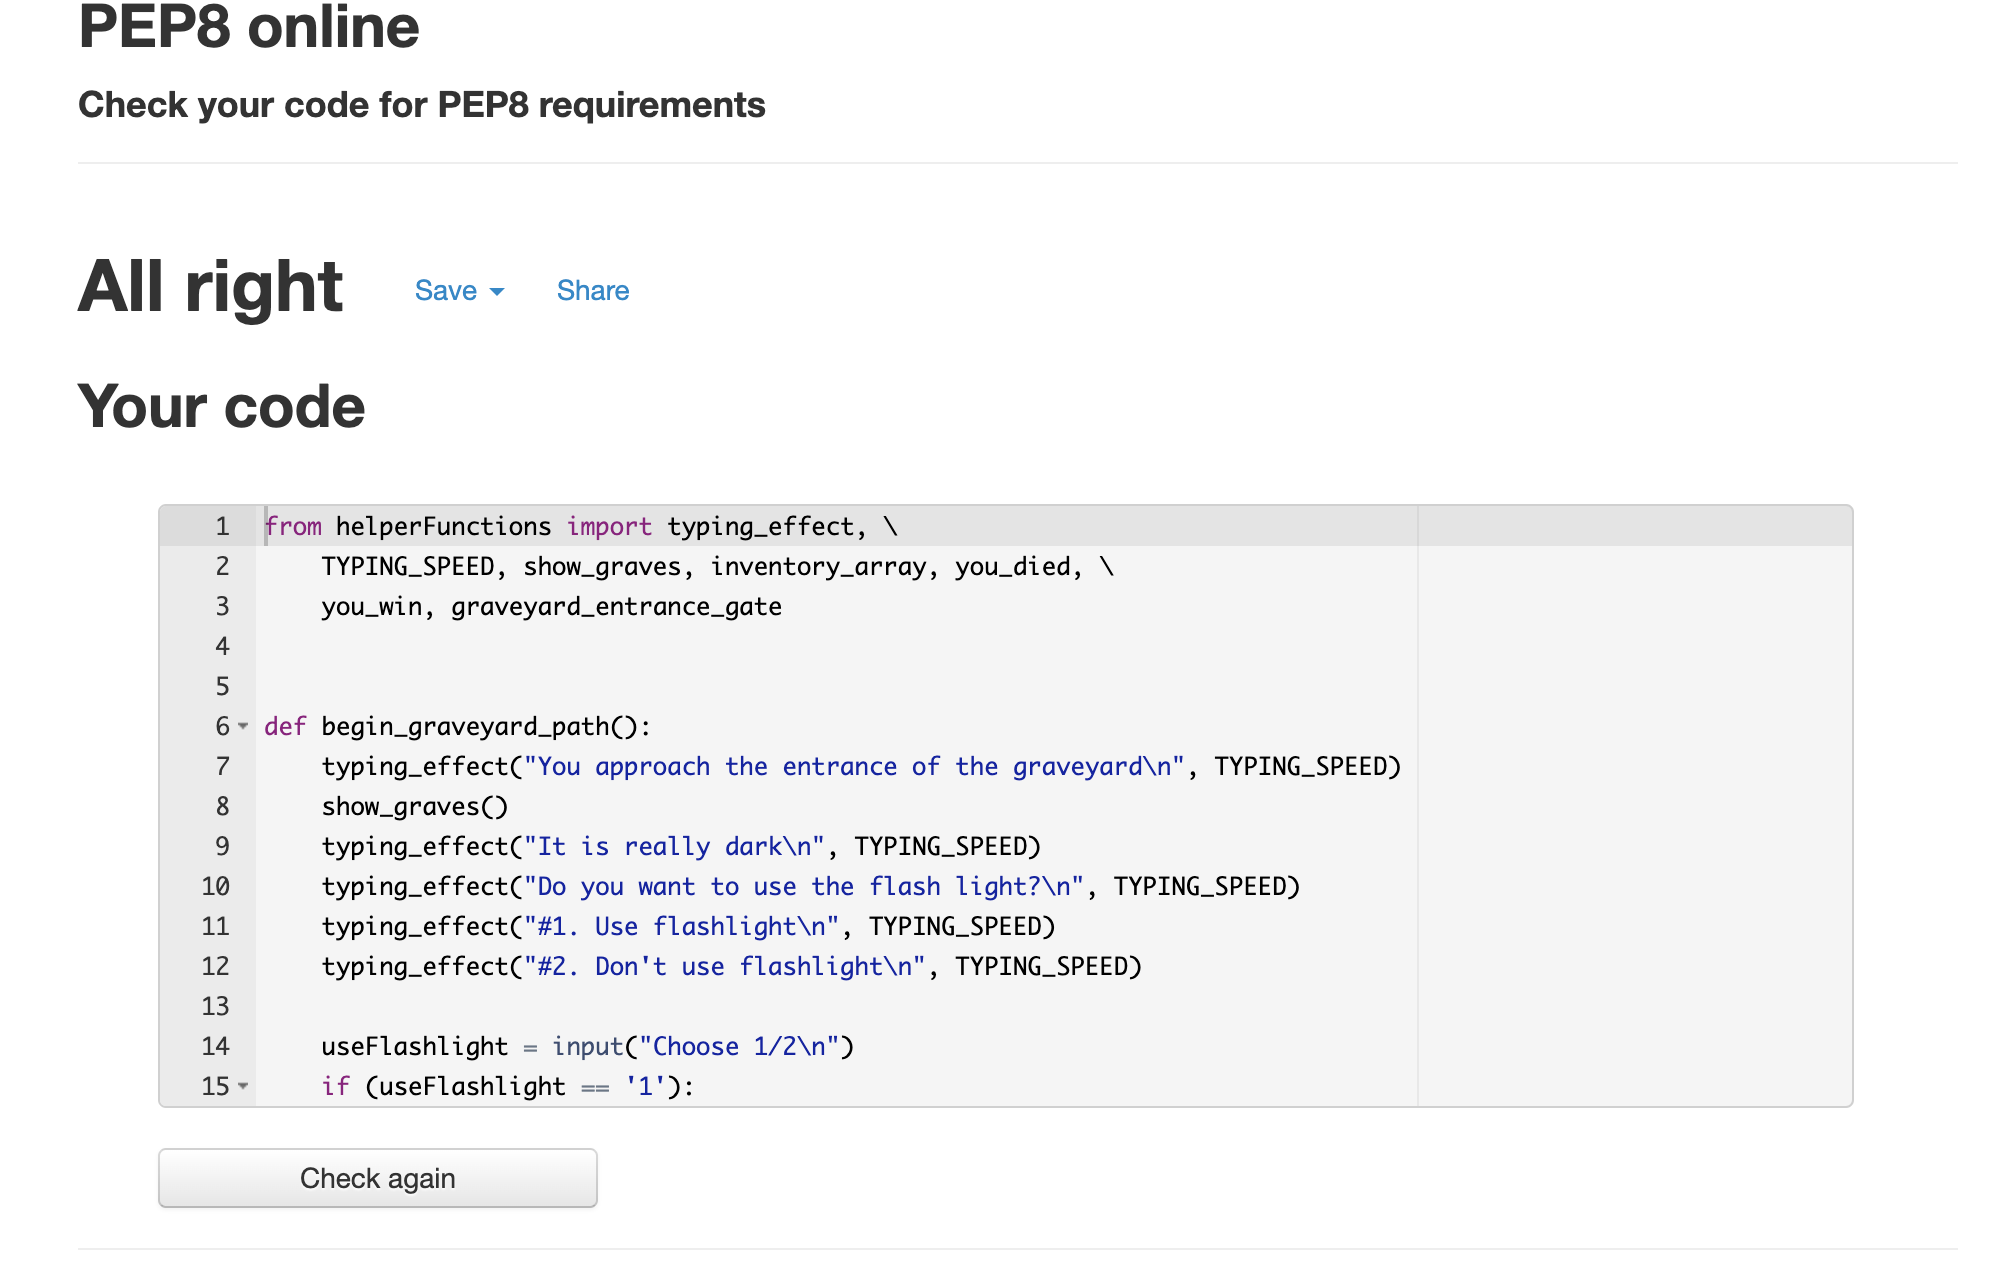 PEP8 online
Check your code for PEP8 requirements
All right Save Share
Your code
1 from helperFunctions import typing_effect, \
2     TYPING_SPEED, show_graves, inventory_array, you_died, \
3     you_win, graveyard_entrance_gate
4
5
6 def begin_graveyard_path():
7     typing_effect("You approach the entrance of the graveyard\n", TYPING_SPEED)
8     show_graves()
9     typing_effect("It is really dark\n", TYPING_SPEED)
10     typing_effect("Do you want to use the flash light?\n", TYPING_SPEED)
11     typing_effect("#1. Use flashlight\n", TYPING_SPEED)
12     typing_effect("#2. Don't use flashlight\n", TYPING_SPEED)
13
14     useFlashlight = input("Choose 1/2\n")
15     if (useFlashlight == '1'):
Check again